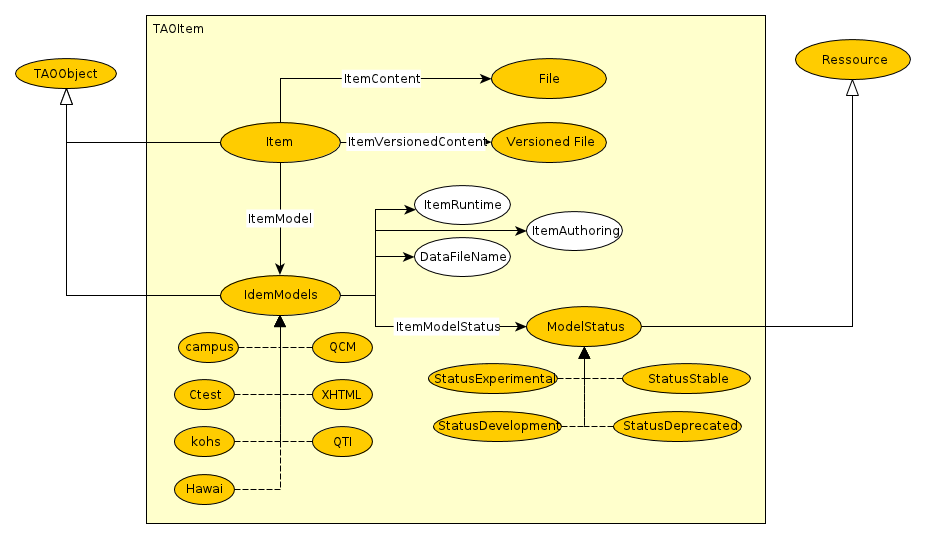 TAOItem
TAOObject
Ressource
ItemContent
File
Item
ItemVersionedContent
Versioned File
ItemModel
ItemRuntime
ItemAuthoring
DataFileName
IdemModels
ItemModelStatus
ModelStatus
campus
QCM
StatusExperimental
StatusStable
Ctest
XHTML
StatusDevelopment
StatusDeprecated
kohs
QTI
Hawai